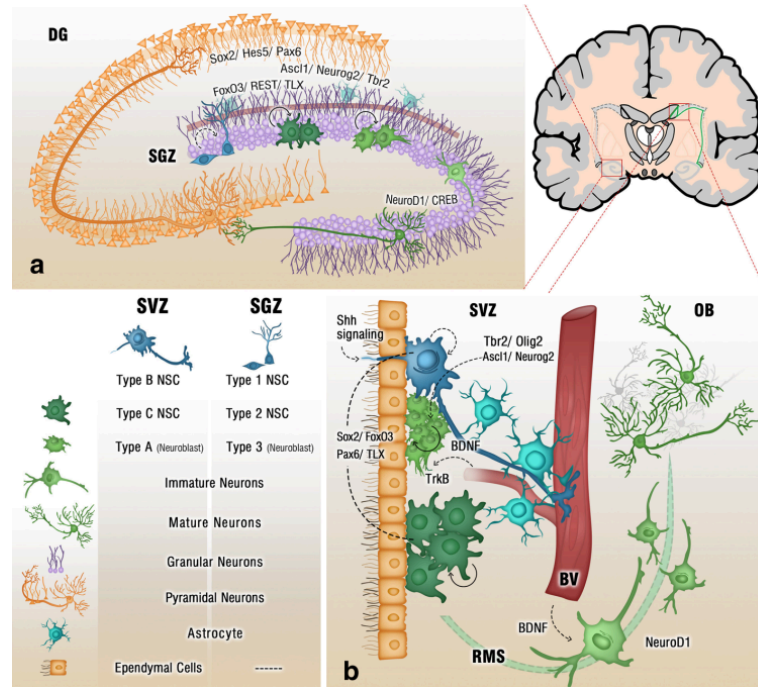 DG
Sox2/ Hes5/ Pax6
Ascl1/ Neurog2/ Tbr2
FoxO3/ REST/ TLX
SGZ
NeuroD1/ CREB
a
SVZ SGZ
Type B NSC Type 1 NSC
Type C NSC Type 2 NSC
Type A (Neuroblast) Type 3 (Neuroblast)
Immature Neurons
Mature Neurons
Granular Neurons
Pyramidal Neurons
Astrocyte
Ependymal Cells ------
SVZ
OB
Shh
signaling
Tbr2/ Olig2
Ascl1/ Neurog2
Sox2/ FoxO3
Pax6/ TLX
BDNF
TrkB
BV
BDNF
NeuroD1
RMS
b